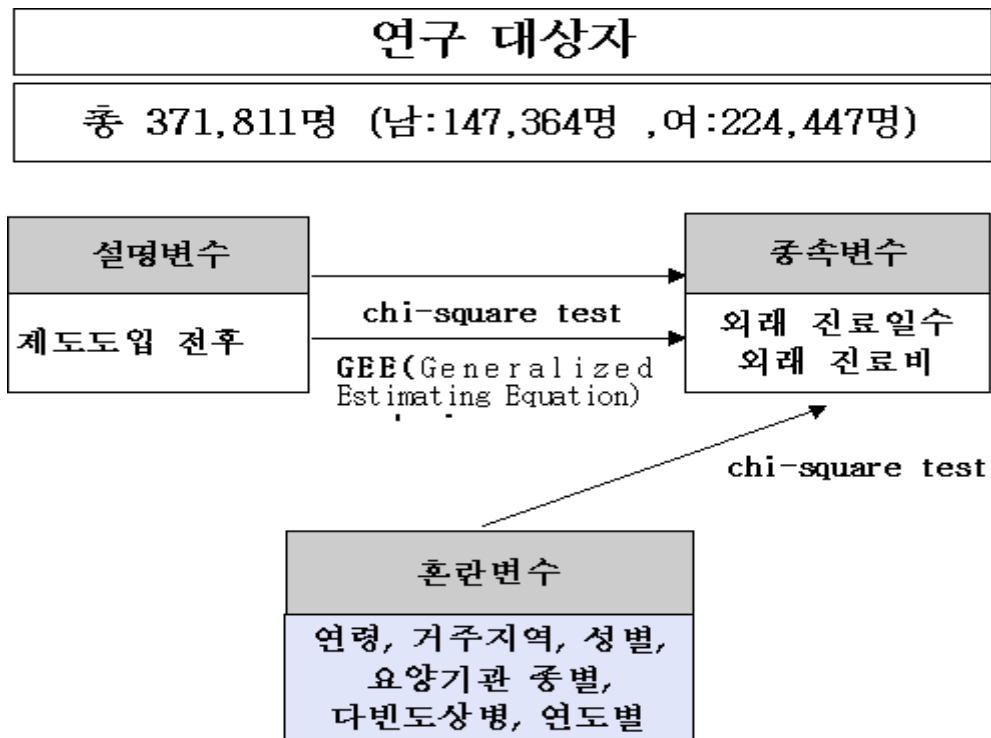 연구 대상자
총 371,811명 (남:147,364명 ,여:224,447명)
설명변수
제도도입 전후
chi-square test
GEE(Generalized
Estimating Equation)
종속변수
외래 진료일수
외래 진료비
chi-square test
혼란변수
연령, 거주지역, 성별,
요양기관 종별,
다빈도상병, 연도별